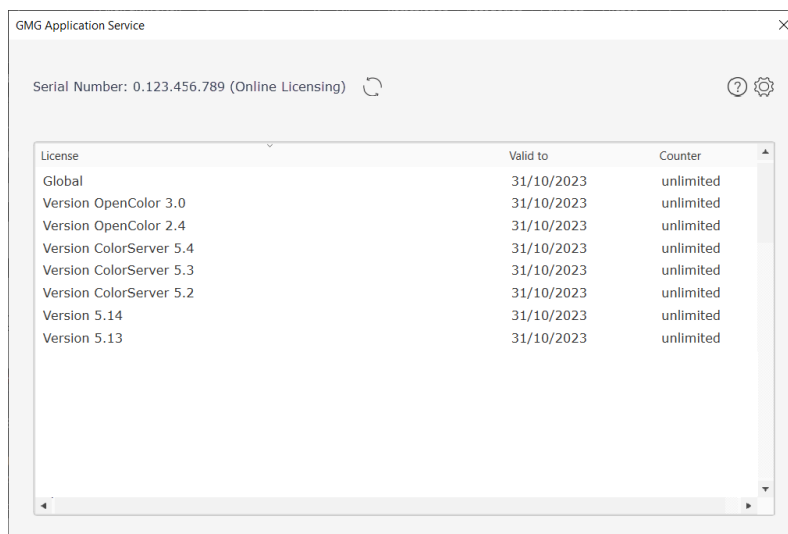 GMG Application Service
Serial Number: 0.123.456.789 (Online Licensing)
License Valid to Counter
Global 31/10/2023 unlimited
Version OpenColor 3.0 31/10/2023 unlimited
Version OpenColor 2.4 31/10/2023 unlimited
Version ColorServer 5.4 31/10/2023 unlimited
Version ColorServer 5.3 31/10/2023 unlimited
Version ColorServer 5.2 31/10/2023 unlimited
Version 5.14 31/10/2023 unlimited
Version 5.13 31/10/2023 unlimited